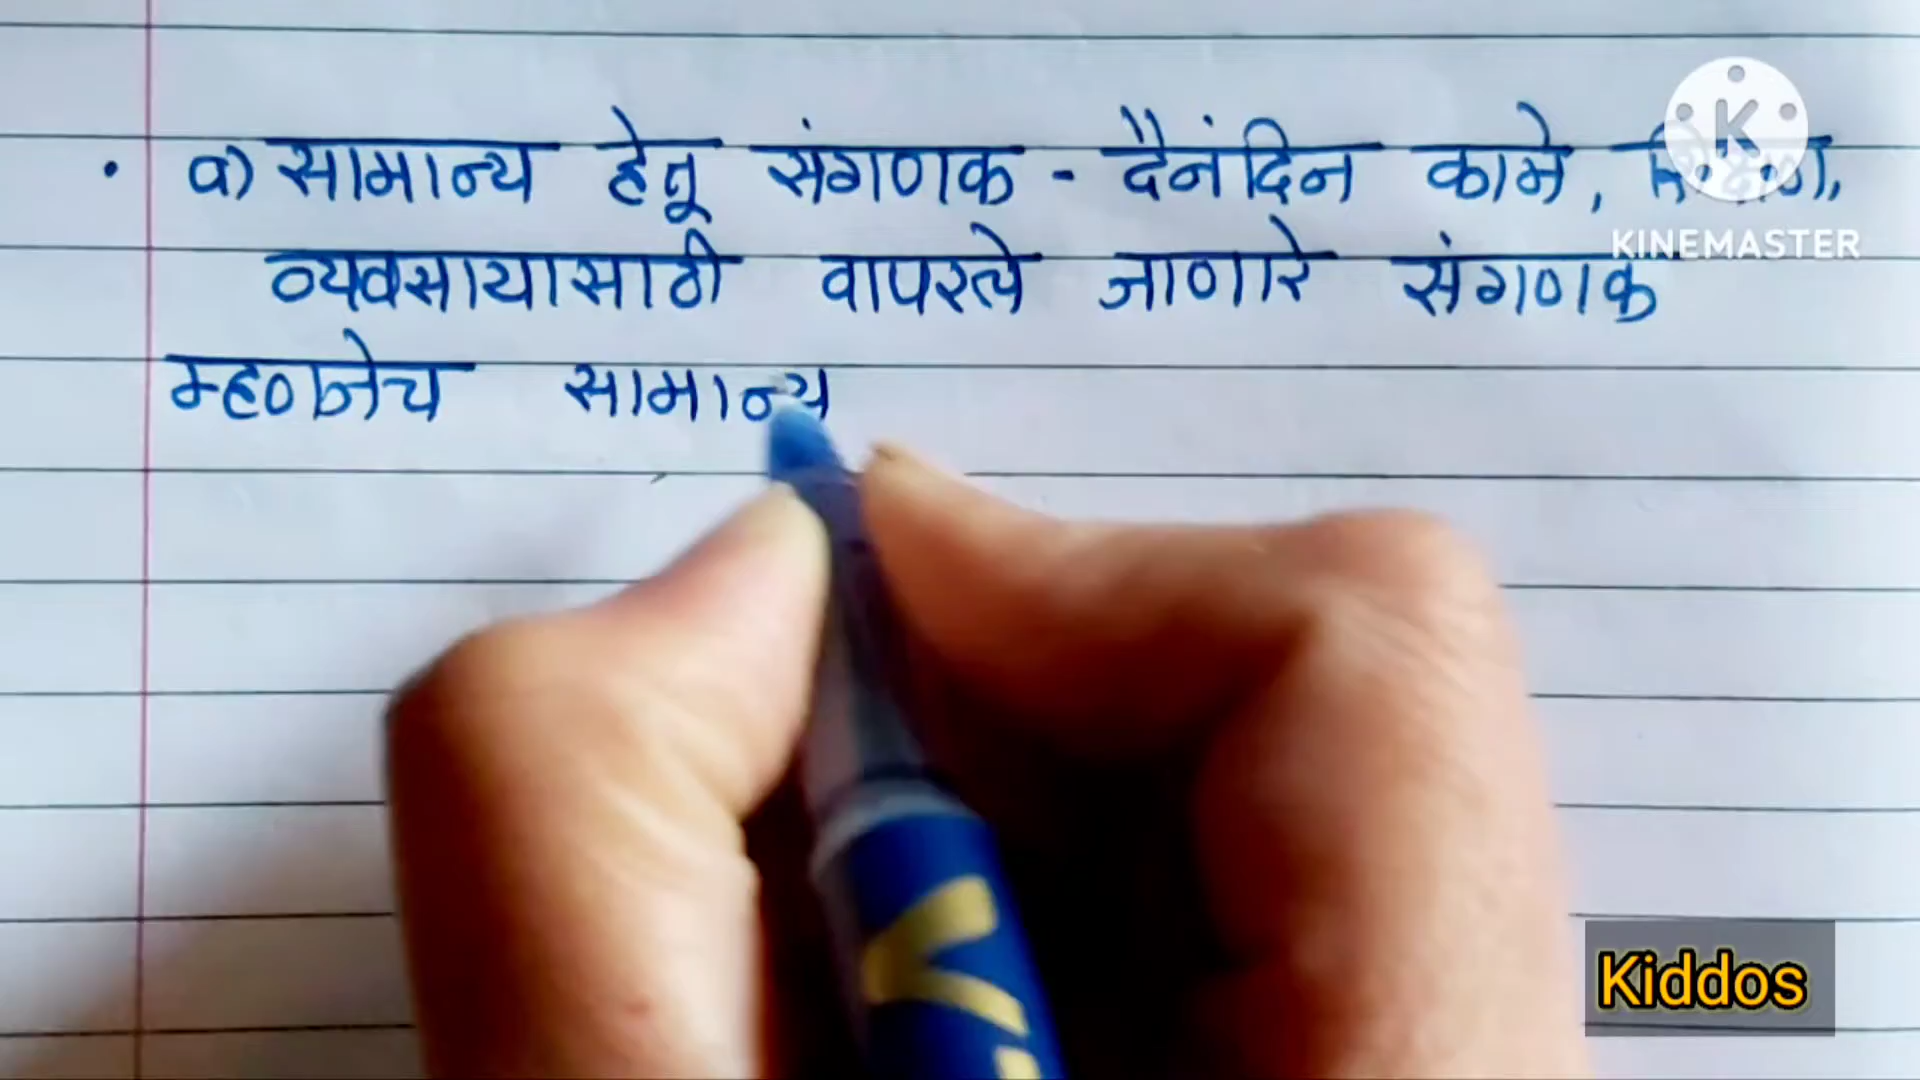 • a) सामान्य हेतू संगणक - दैनंदिन कामे,
व्यवसायासाठी वापरले जाणारे संगणक
म्हणजेच सामान्य
KINEMASTER
Kiddos